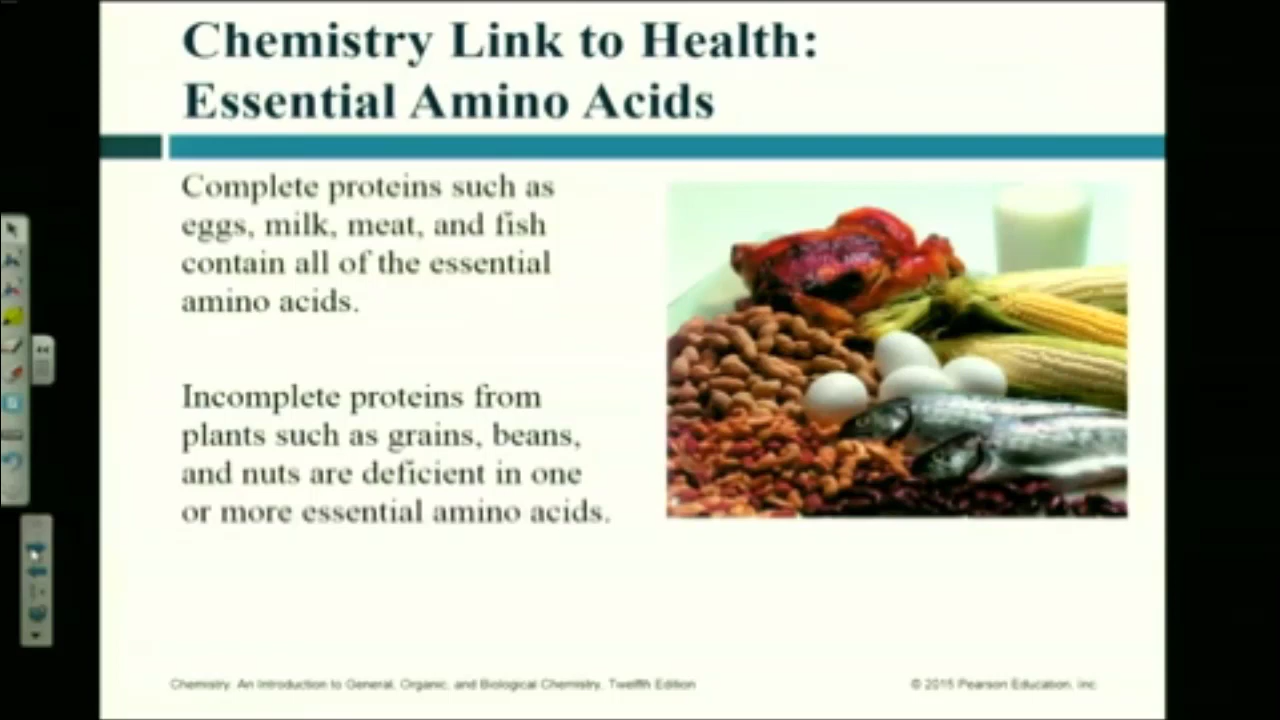 Chemistry Link to Health:
Essential Amino Acids
Complete proteins such as
eggs, milk, meat, and fish
contain all of the essential
amino acids.
Incomplete proteins from
plants such as grains, beans,
and nuts are deficient in one
or more essential amino acids.
Chemistry: An Introduction to General, Organic, and Biological Chemistry, Twelfth Edition
© 2015 Pearson Education, Inc.